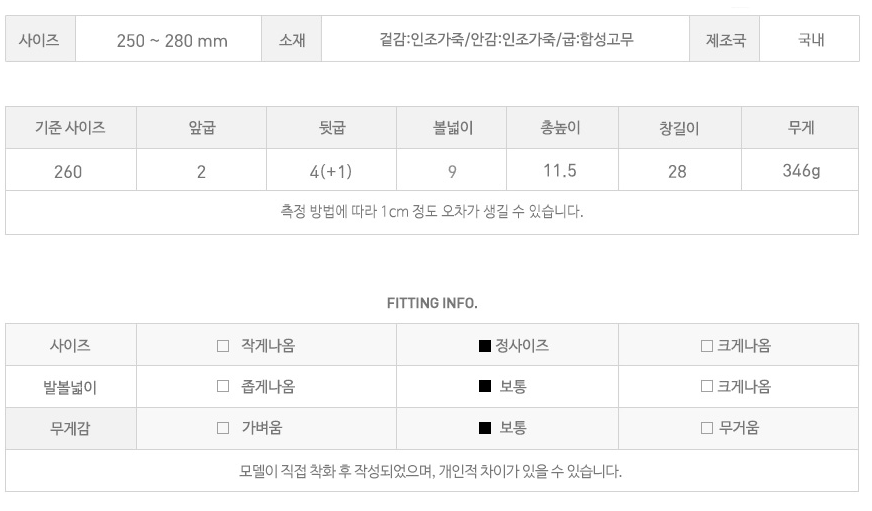 사이즈 250 ~ 280 mm 소재 겉감:인조가죽/안감:인조가죽/굽:합성고무 제조국 국내
기준 사이즈 앞굽 뒷굽 볼넓이 총높이 창길이 무게
260 2 4(+1) 9 11.5 28 346g
측정 방법에 따라 1cm 정도 오차가 생길 수 있습니다.
FITTING INFO.
사이즈 □ 작게나옴 ■ 정사이즈 □ 크게나옴
발볼넓이 □ 좁게나옴 ■ 보통 □ 크게나옴
무게감 □ 가벼움 ■ 보통 □ 무거움
모델이 직접 착화 후 작성되었으며, 개인적 차이가 있을 수 있습니다.